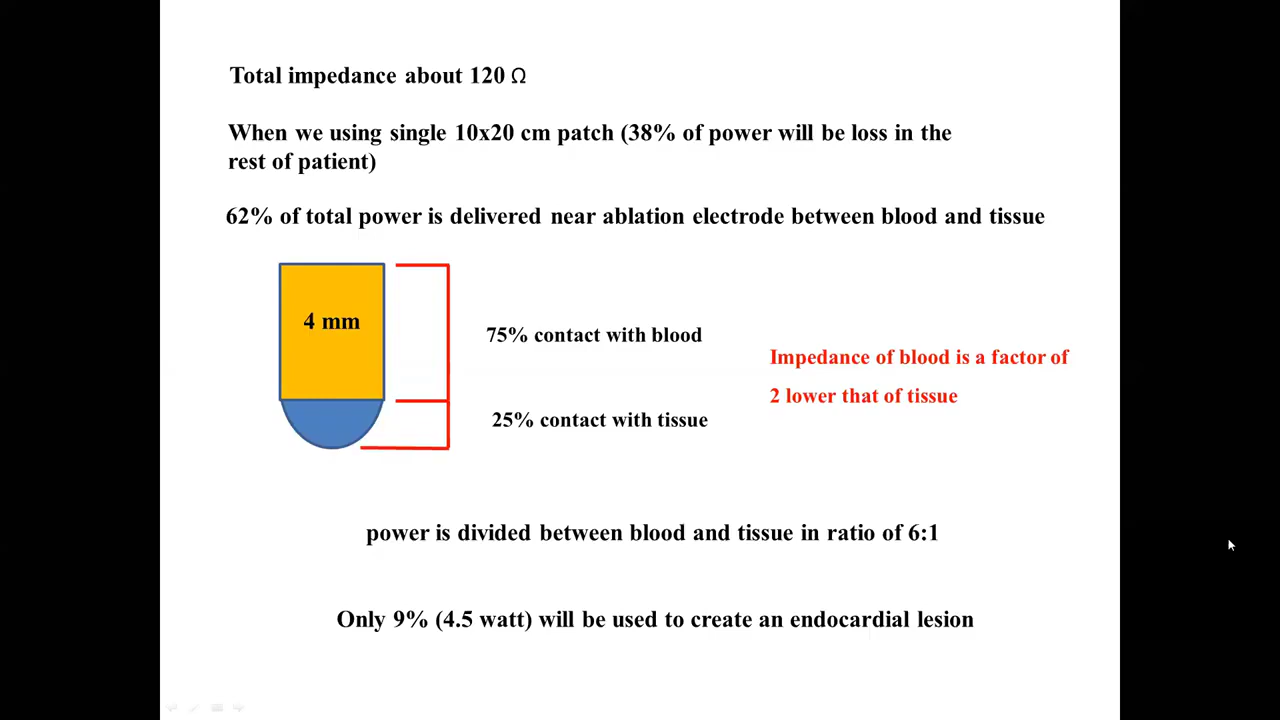 Total impedance about 120 Ω
When we using single 10x20 cm patch (38% of power will be loss in the
rest of patient)
62% of total power is delivered near ablation electrode between blood and tissue
4 mm
75% contact with blood
Impedance of blood is a factor of
2 lower that of tissue
25% contact with tissue
power is divided between blood and tissue in ratio of 6:1
Only 9% (4.5 watt) will be used to create an endocardial lesion